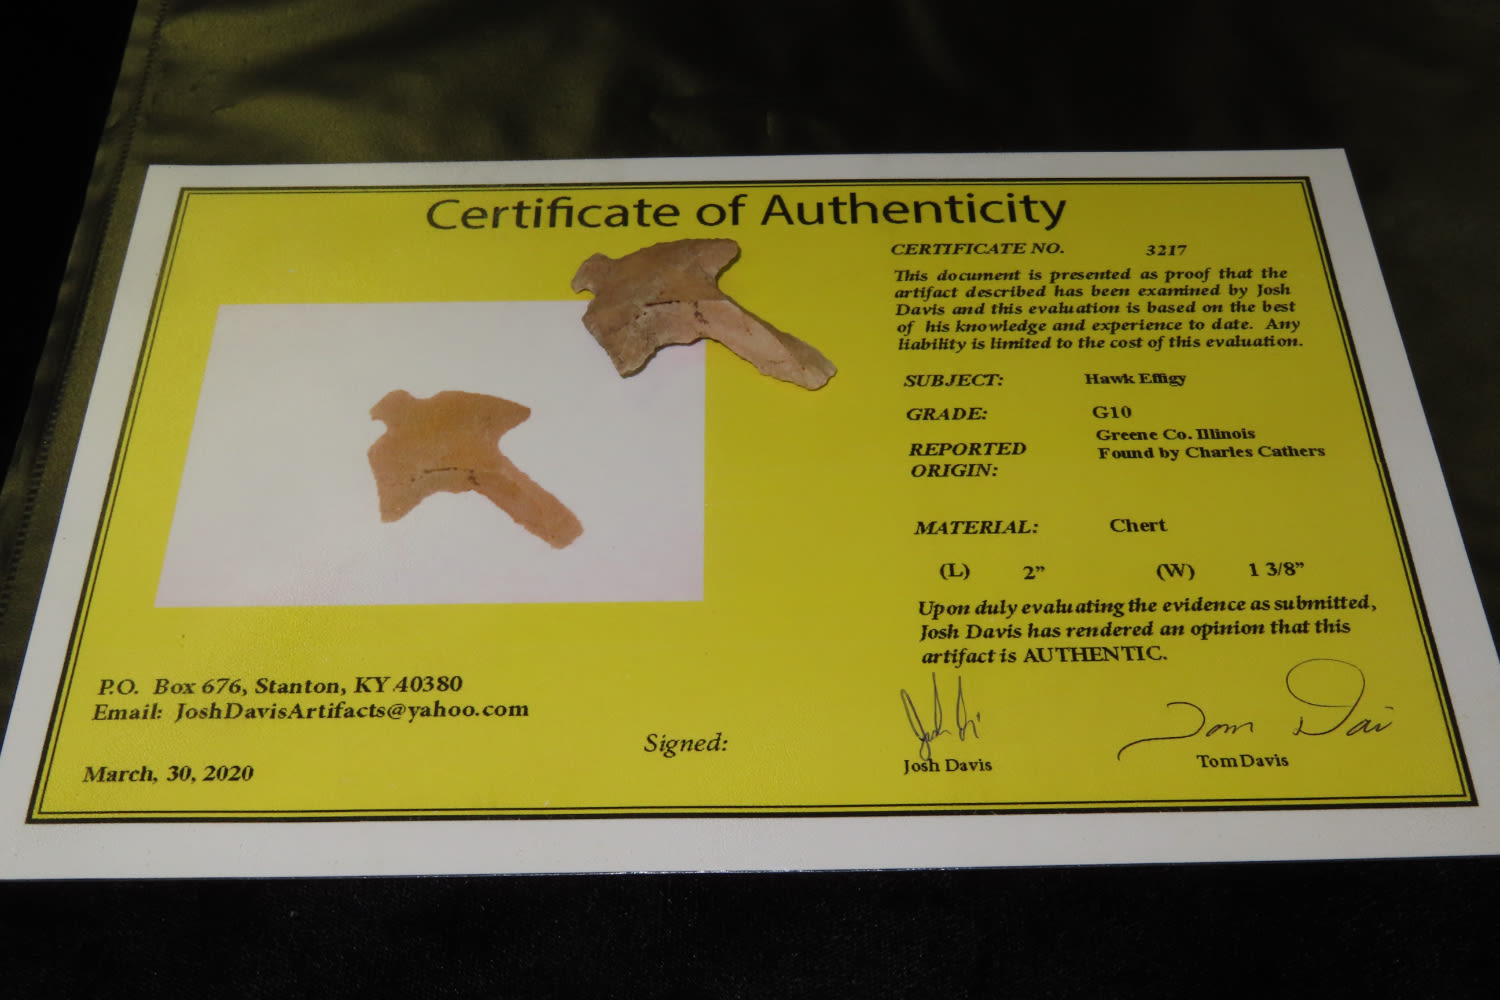 Certificate of Authenticity
CERTIFICATE NO. 3217
This document is presented as proof that the
artifact described has been examined by Josh
Davis and this evaluation is based on the best
of his knowledge and experience to date. Any
liability is limited to the cost of this evaluation.
SUBJECT: Hawk Effigy
GRADE: G10
REPORTED
ORIGIN:
Greene Co. Illinois
Found by Charles Cathers
MATERIAL: Chert
(L) 2” (W) 1 3/8”
Upon duly evaluating the evidence as submitted,
Josh Davis has rendered an opinion that this
artifact is AUTHENTIC.
P.O. Box 676, Stanton, KY 40380
Email: JoshDavisArtifacts@yahoo.com
March, 30, 2020
Signed:
Josh Davis
Tom Davis